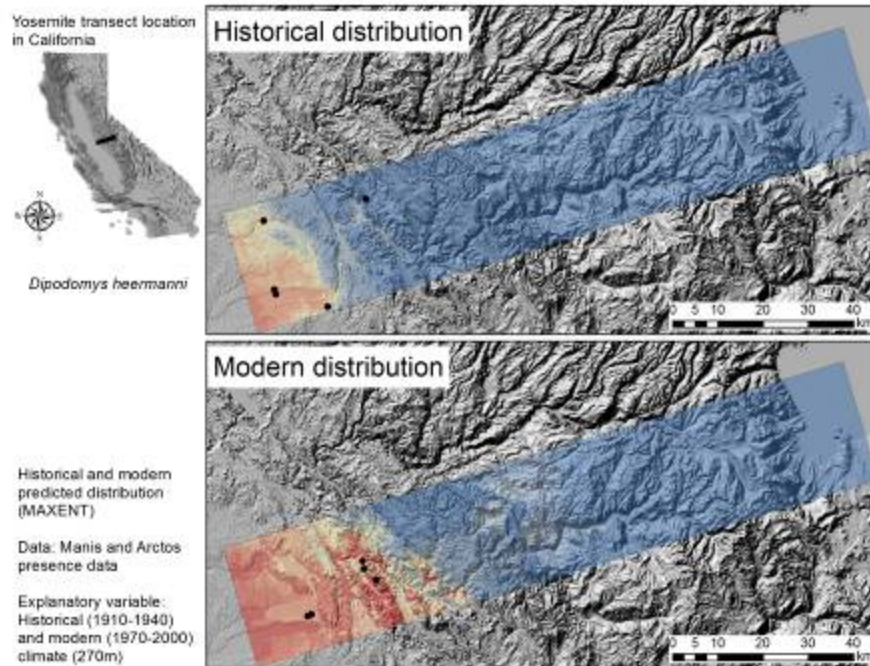 Yosemite transect location
in California
Dipodomys heermanni
Historical distribution
0 5 10 20 30 40
km
Modern distribution
0 5 10 20 30 40
km
Historical and modern
predicted distribution
(MAXENT)
Data: Manis and Arctos
presence data
Explanatory variable:
Historical (1910-1940)
and modern (1970-2000)
climate (270m)